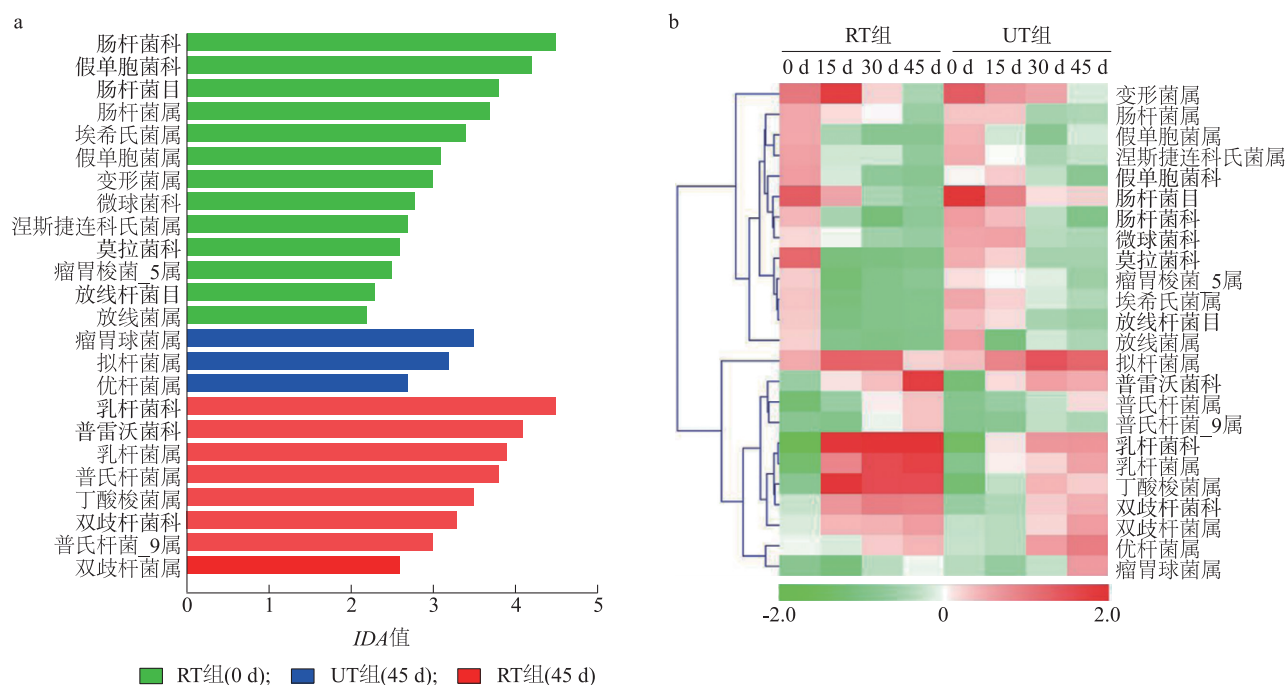 a
肠杆菌科
假单胞菌科
肠杆菌目
肠杆菌属
埃希氏菌属
假单胞菌属
变形菌属
微球菌科
涅斯捷连科氏菌属
莫拉菌科
瘤胃梭菌_5属
放线杆菌目
放线菌属
瘤胃球菌属
拟杆菌属
优杆菌属
乳杆菌科
普雷沃菌科
乳杆菌属
普氏杆菌属
丁酸梭菌属
双歧杆菌科
普氏杆菌_9属
双歧杆菌属
0 1 2 3 4 5
IDA值
RT组(0 d); UT组(45 d); RT组(45 d)
b
RT组 UT组
0 d 15 d 30 d 45 d 0 d 15 d 30 d 45 d
变形菌属
肠杆菌属
假单胞菌属
涅斯捷连科氏菌属
假单胞菌科
肠杆菌目
肠杆菌科
微球菌科
莫拉菌科
瘤胃梭菌_5属
埃希氏菌属
放线杆菌目
放线菌属
拟杆菌属
普雷沃菌科
普氏杆菌属
普氏杆菌_9属
乳杆菌科
乳杆菌属
丁酸梭菌属
双歧杆菌科
双歧杆菌属
优杆菌属
瘤胃球菌属
-2.0 0 2.0